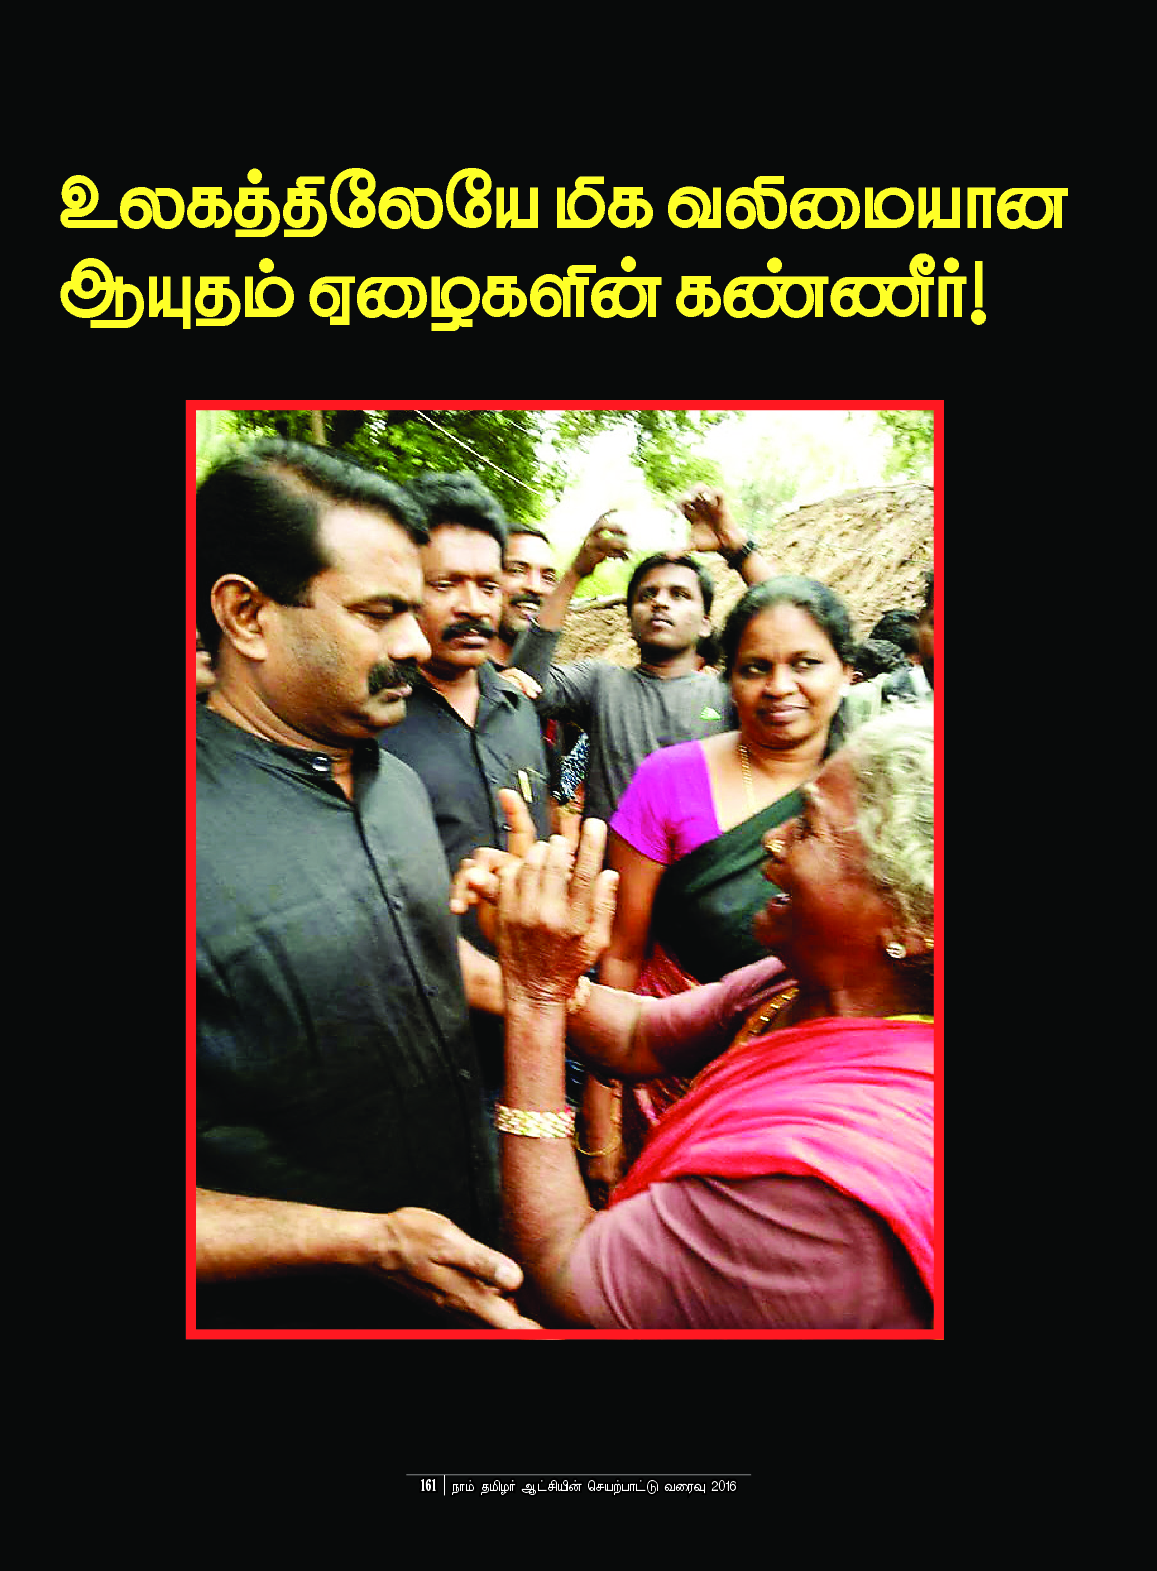 உலகத்திலேயே மிக வலிமையான
ஆயுதம் ஏழைகளின் கண்ணீர்!
161 | நாம் தமிழர் ஆட்சியின் செயற்பாட்டு வரைவு 2016